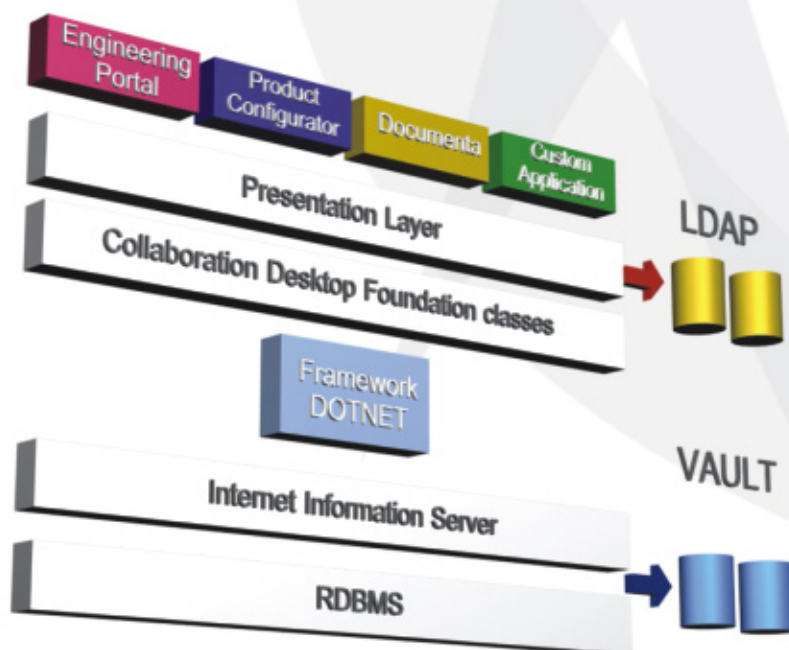 Engineering
Portal
Product
Configurator
Documenta
Custom
Application
Presentation Layer
LDAP
Collaboration Desktop Foundation classes
Framework
DOTNET
VAULT
Internet Information Server
RDBMS